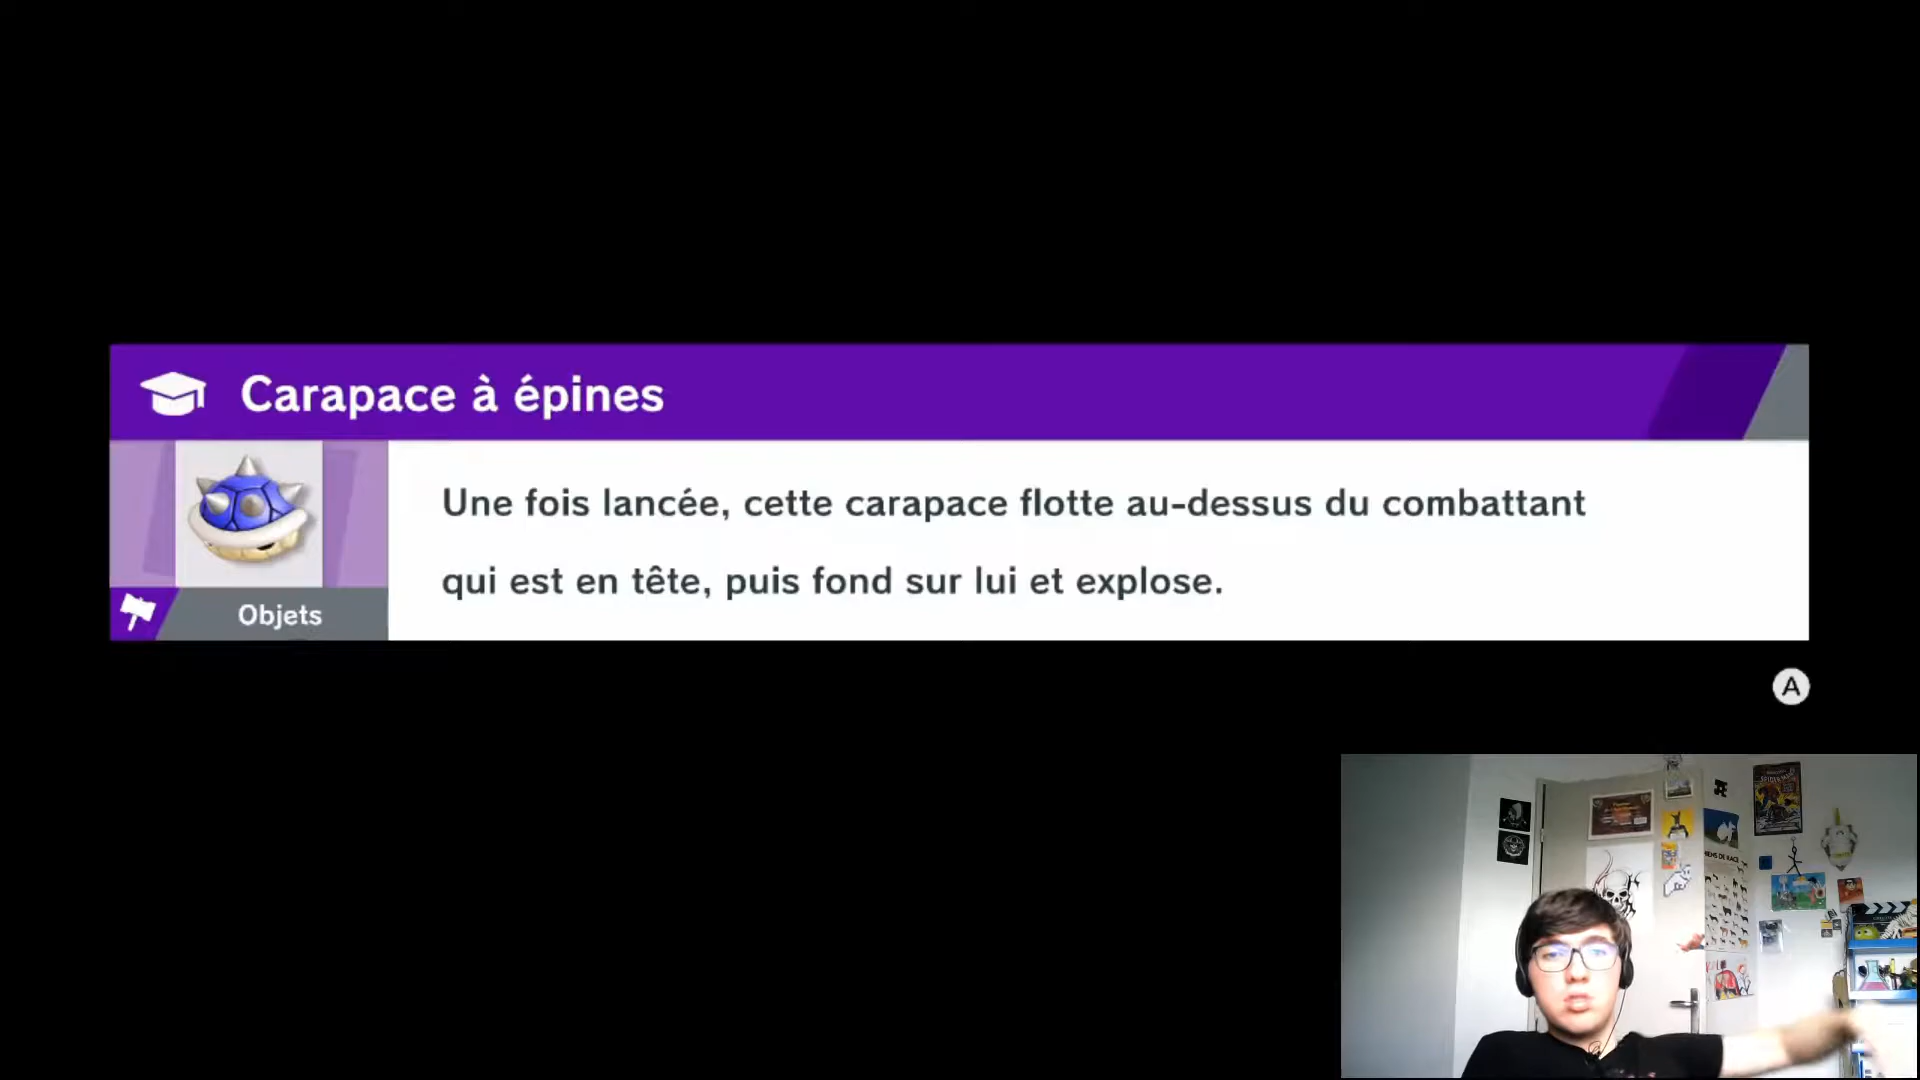 Carapace à épines
Une fois lancée, cette carapace flotte au-dessus du combattant
qui est en tête, puis fond sur lui et explose.
Objets
A